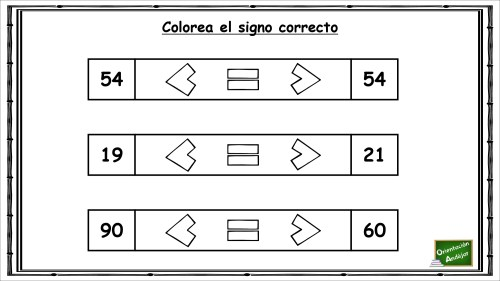 Colorea el signo correcto
54 < = > 54
19 < = > 21
90 < = > 60
Orientación
Andújar